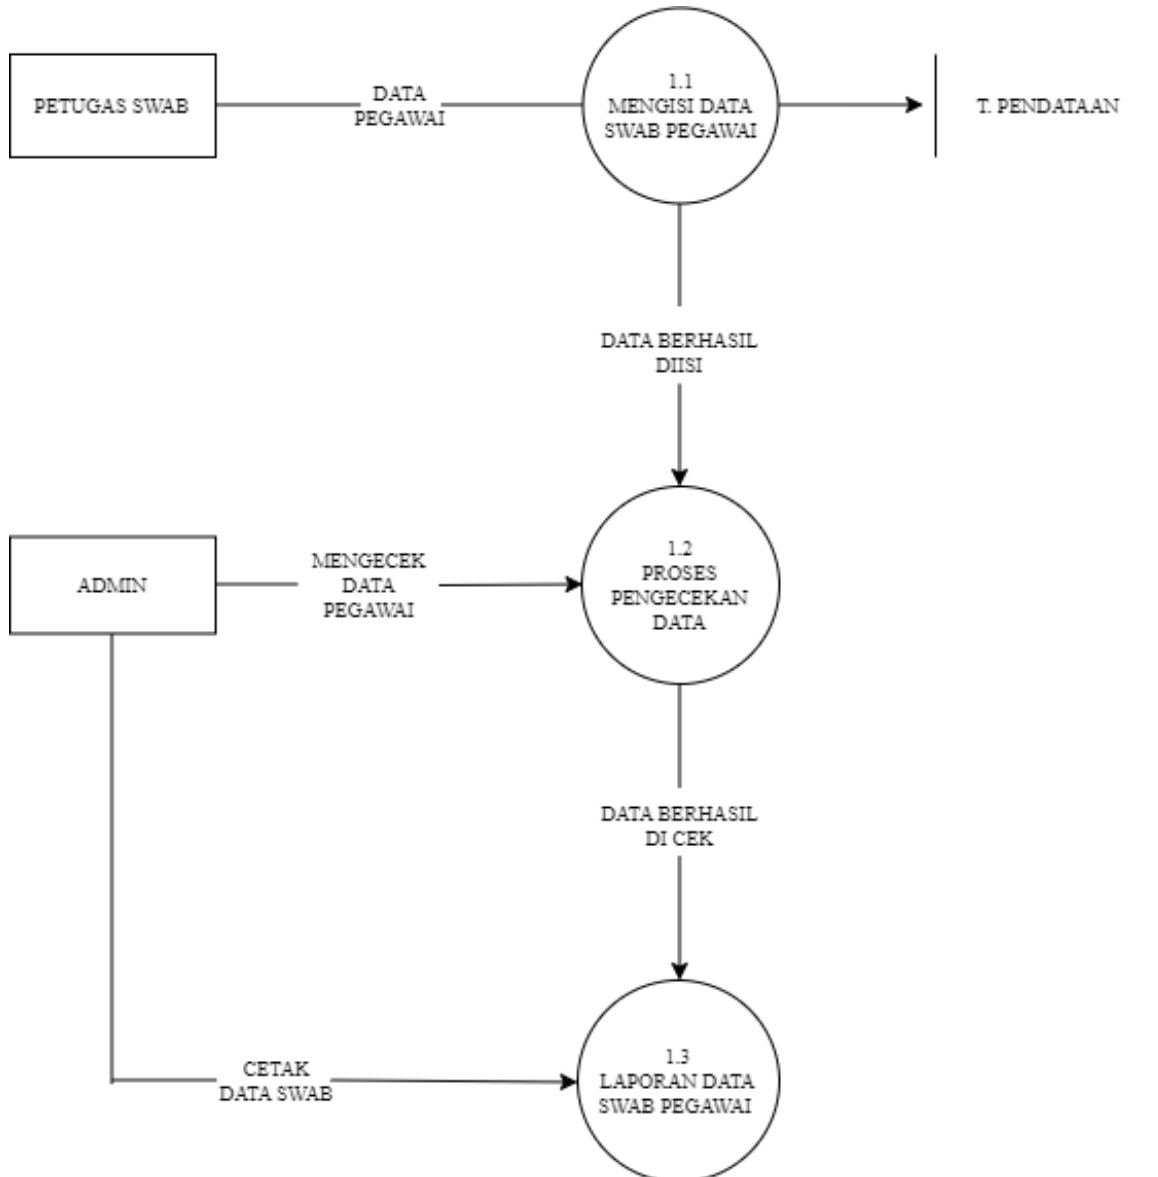 PETUGAS SWAB
DATA
PEGAWAI
1.1
MENGISI DATA
SWAB PEGAWAI
T. PENDATAAN
DATA BERHASIL
DIISI
ADMIN
MENGECEK
DATA
PEGAWAI
1.2
PROSES
PENGECEKAN
DATA
DATA BERHASIL
DI CEK
CETAK
DATA SWAB
1.3
LAPORAN DATA
SWAB PEGAWAI